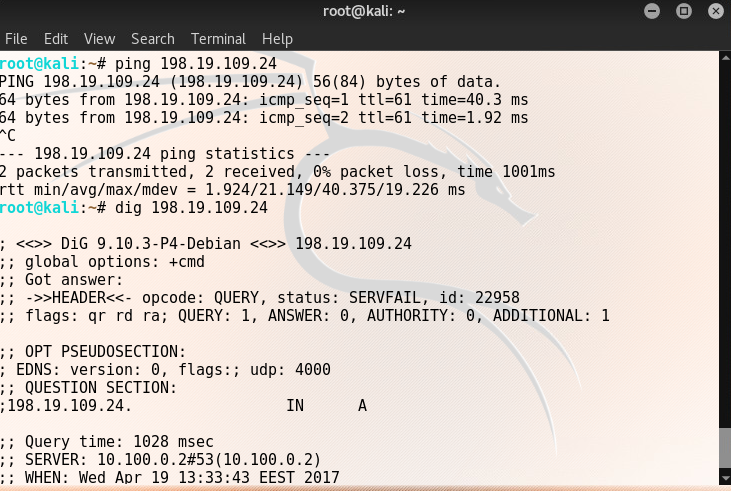 root@kali: ~
File Edit View Search Terminal Help
root@kali:~# ping 198.19.109.24
PING 198.19.109.24 (198.19.109.24) 56(84) bytes of data.
64 bytes from 198.19.109.24: icmp_seq=1 ttl=61 time=40.3 ms
64 bytes from 198.19.109.24: icmp_seq=2 ttl=61 time=1.92 ms
^C
--- 198.19.109.24 ping statistics ---
2 packets transmitted, 2 received, 0% packet loss, time 1001ms
rtt min/avg/max/mdev = 1.924/21.149/40.375/19.226 ms
root@kali:~# dig 198.19.109.24

; <<>> DiG 9.10.3-P4-Debian <<>> 198.19.109.24
;; global options: +cmd
;; Got answer:
;; ->>HEADER<<- opcode: QUERY, status: SERVFAIL, id: 22958
;; flags: qr rd ra; QUERY: 1, ANSWER: 0, AUTHORITY: 0, ADDITIONAL: 1

;; OPT PSEUDOSECTION:
; EDNS: version: 0, flags:; udp: 4000
;; QUESTION SECTION:
;198.19.109.24. IN A

;; Query time: 1028 msec
;; SERVER: 10.100.0.2#53(10.100.0.2)
;; WHEN: Wed Apr 19 13:33:43 EEST 2017